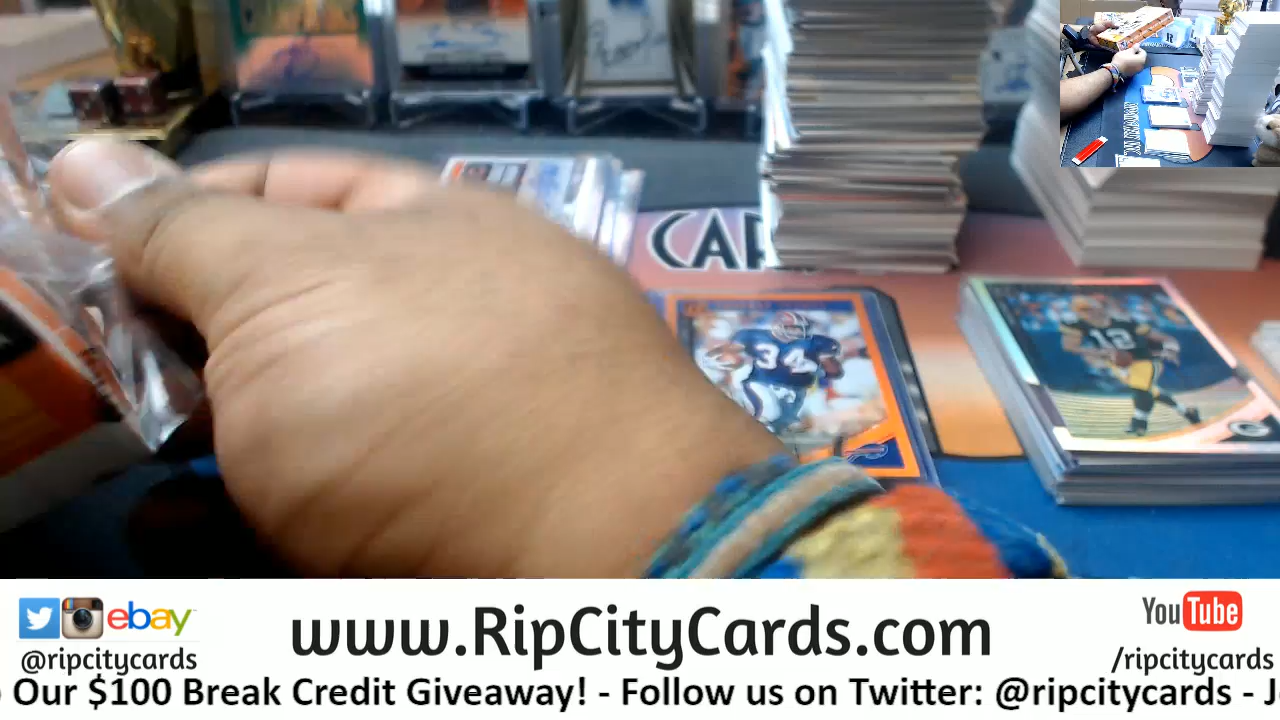 CAR
34
12
ebay
www.RipCityCards.com
YouTube
@ripcitycards
/ripcitycards
Our $100 Break Credit Giveaway! - Follow us on Twitter: @ripcitycards - J